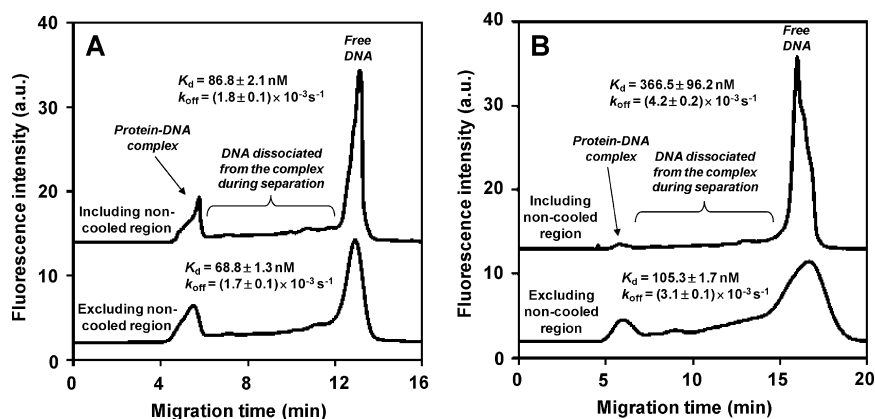 A
40
30
20
10
0
Fluorescence intensity (a.u.)
Free
DNA
Kd = 86.8 ± 2.1 nM
koff = (1.8 ± 0.1) × 10⁻³ s⁻¹
Protein-DNA
complex
DNA dissociated
from the complex
during separation
Including non-
cooled region
Kd = 68.8 ± 1.3 nM
koff = (1.7 ± 0.1) × 10⁻³ s⁻¹
Excluding non-
cooled region
0 4 8 12 16
Migration time (min)
B
40
30
20
10
0
Fluorescence intensity (a.u.)
Free
DNA
Kd = 366.5 ± 96.2 nM
koff = (4.2 ± 0.2) × 10⁻³ s⁻¹
Protein-DNA
complex
DNA dissociated
from the complex
during separation
Including
non-cooled
region
Kd = 105.3 ± 1.7 nM
koff = (3.1 ± 0.1) × 10⁻³ s⁻¹
Excluding
non-cooled
region
0 5 10 15 20
Migration time (min)